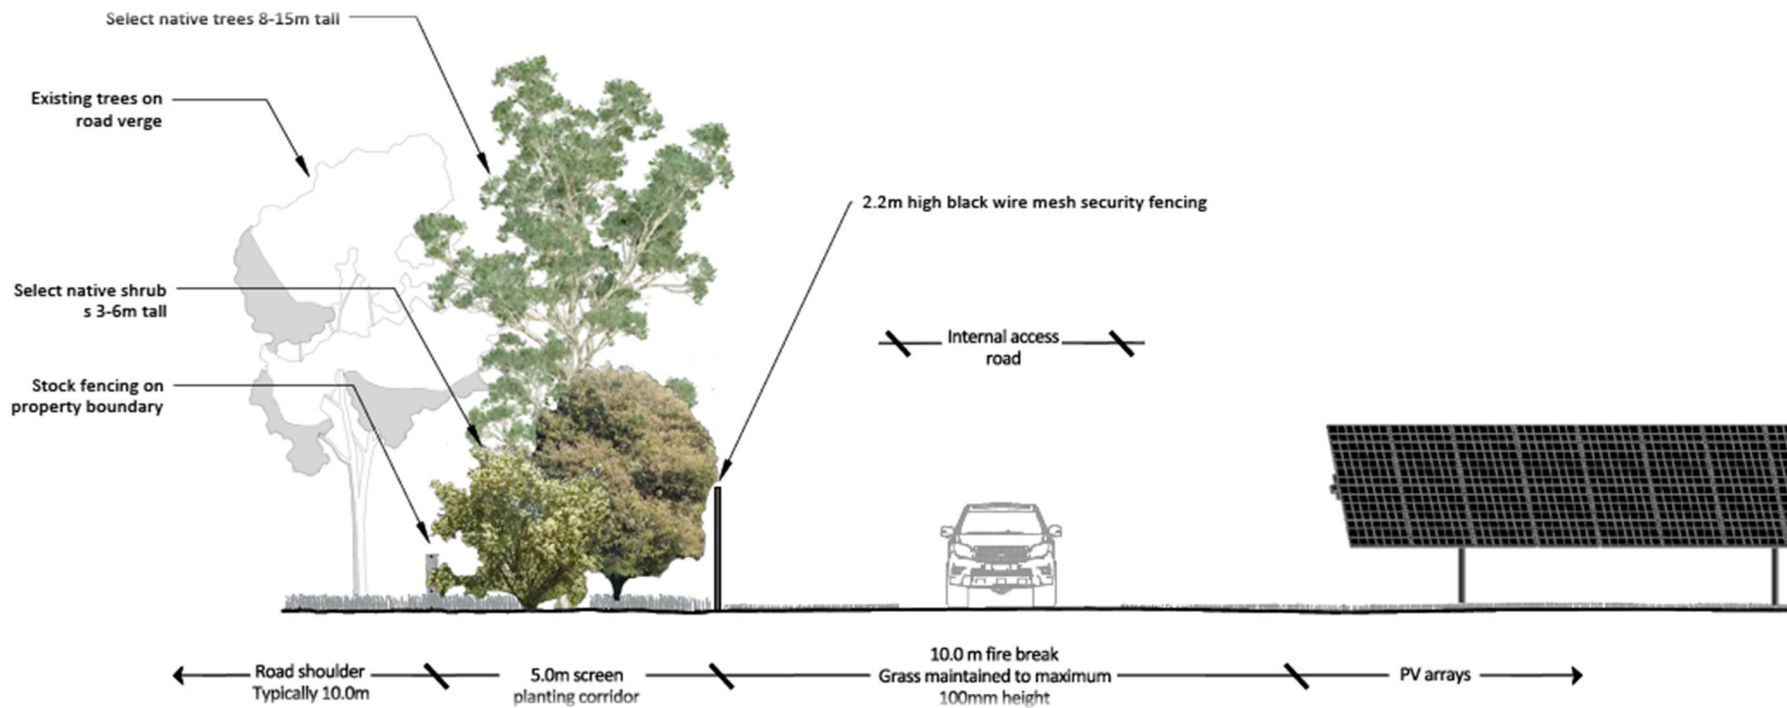 Select native trees 8-15m tall
Existing trees on
road verge
2.2m high black wire mesh security fencing
Select native shrub
s 3-6m tall
Internal access
road
Stock fencing on
property boundary
Road shoulder
Typically 10.0m
5.0m screen
planting corridor
10.0 m fire break
Grass maintained to maximum
100mm height
PV arrays